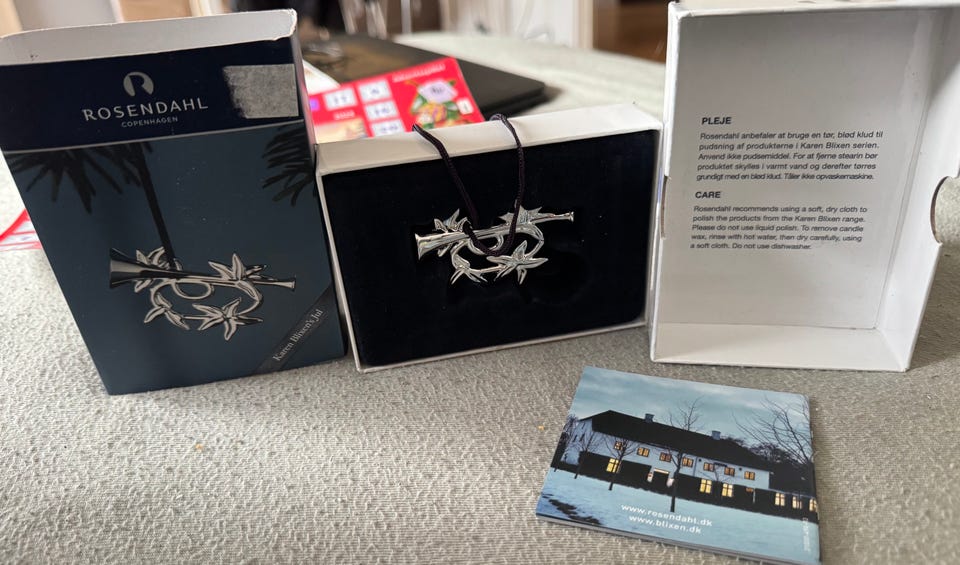 ROSENDAHL
COPENHAGEN
Karen Blixen's Jul
PLEJE
Rosendahl anbefaler at bruge en tør, blød klud til
pudsning af produkterne i Karen Blixen serien.
Anvend ikke pudsemiddel. For at fjerne stearin bør
produktet skylles i varmt vand og derefter tørres
grundigt med en blød klud. Tåler ikke opvaskemaskine.
CARE
Rosendahl recommends using a soft, dry cloth to
polish the products from the Karen Blixen range.
Please do not use liquid polish. To remove candle
wax, rinse with hot water, then dry carefully, using
a soft cloth. Do not use dishwasher.
www.rosendahl.dk
www.blixen.dk